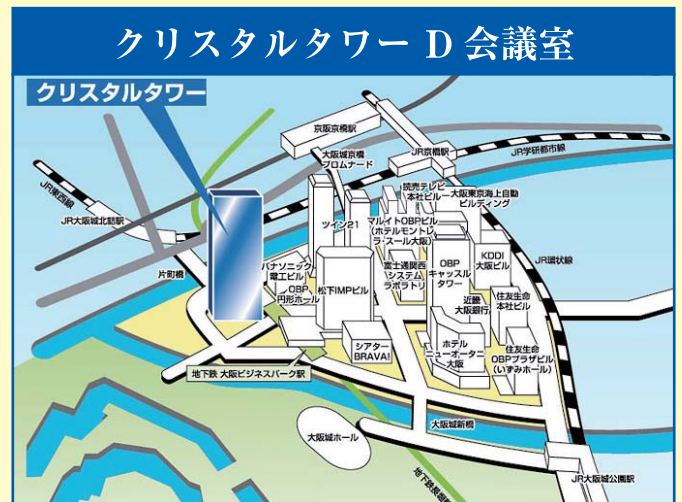 クリスタルタワー D 会議室
クリスタルタワー
京阪京橋駅
大阪城京橋
プロムナード
JR京橋駅
JR学研都市線
JR東西線
JR大阪城北詰駅
片町橋
ツイン21
読売テレビ
本社ビル
大阪東京海上自動
ビルディング
マルイトOBPビル
(ホテルモントレ
ラ・スール大阪)
パナソニック
電工ビル
OBP
円形ホール
松下IMPビル
富士通関西
システム
ラボラトリ
OBP
キャッスル
タワー
KDDI
大阪ビル
JR環状線
近畿
大阪銀行
住友生命
本社ビル
シアター
BRAVA!
ホテル
ニューオータニ
大阪
住友生命
OBPプラザビル
(いずみホール)
地下鉄 大阪ビジネスパーク駅
大阪城新橋
大阪城ホール
JR大阪城公園駅
地下鉄長堀